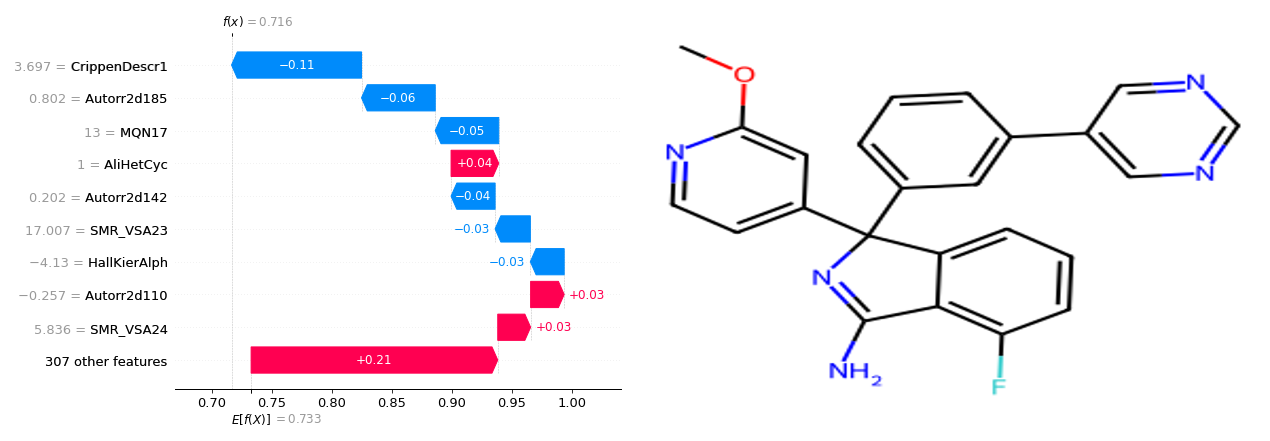 f(x) = 0.716
3.697 = CrippenDescr1 −0.11
0.802 = Autorr2d185 −0.06
13 = MQN17 −0.05
1 = AliHetCyc +0.04
0.202 = Autorr2d142 −0.04
17.007 = SMR_VSA23 −0.03
−4.13 = HallKierAlph −0.03
−0.257 = Autorr2d110 +0.03
5.836 = SMR_VSA24 +0.03
307 other features +0.21
0.70 0.75 0.80 0.85 0.90 0.95 1.00
E[f(X)] = 0.733
O
N
N
N
N
NH2
F